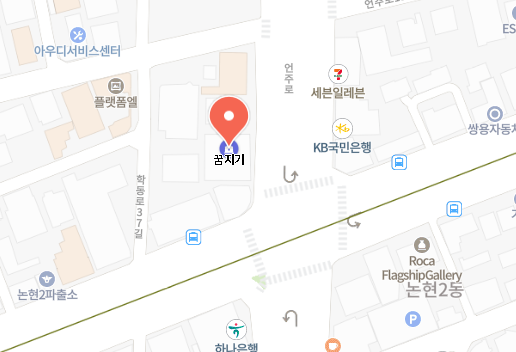 ES
언주로
아우디서비스센터
세븐일레븐
플랫폼엘
쌍용자동차
KB국민은행
꿈지기
학동로37길
Roca
FlagshipGallery
논현2파출소
논현2동
P
하나은행